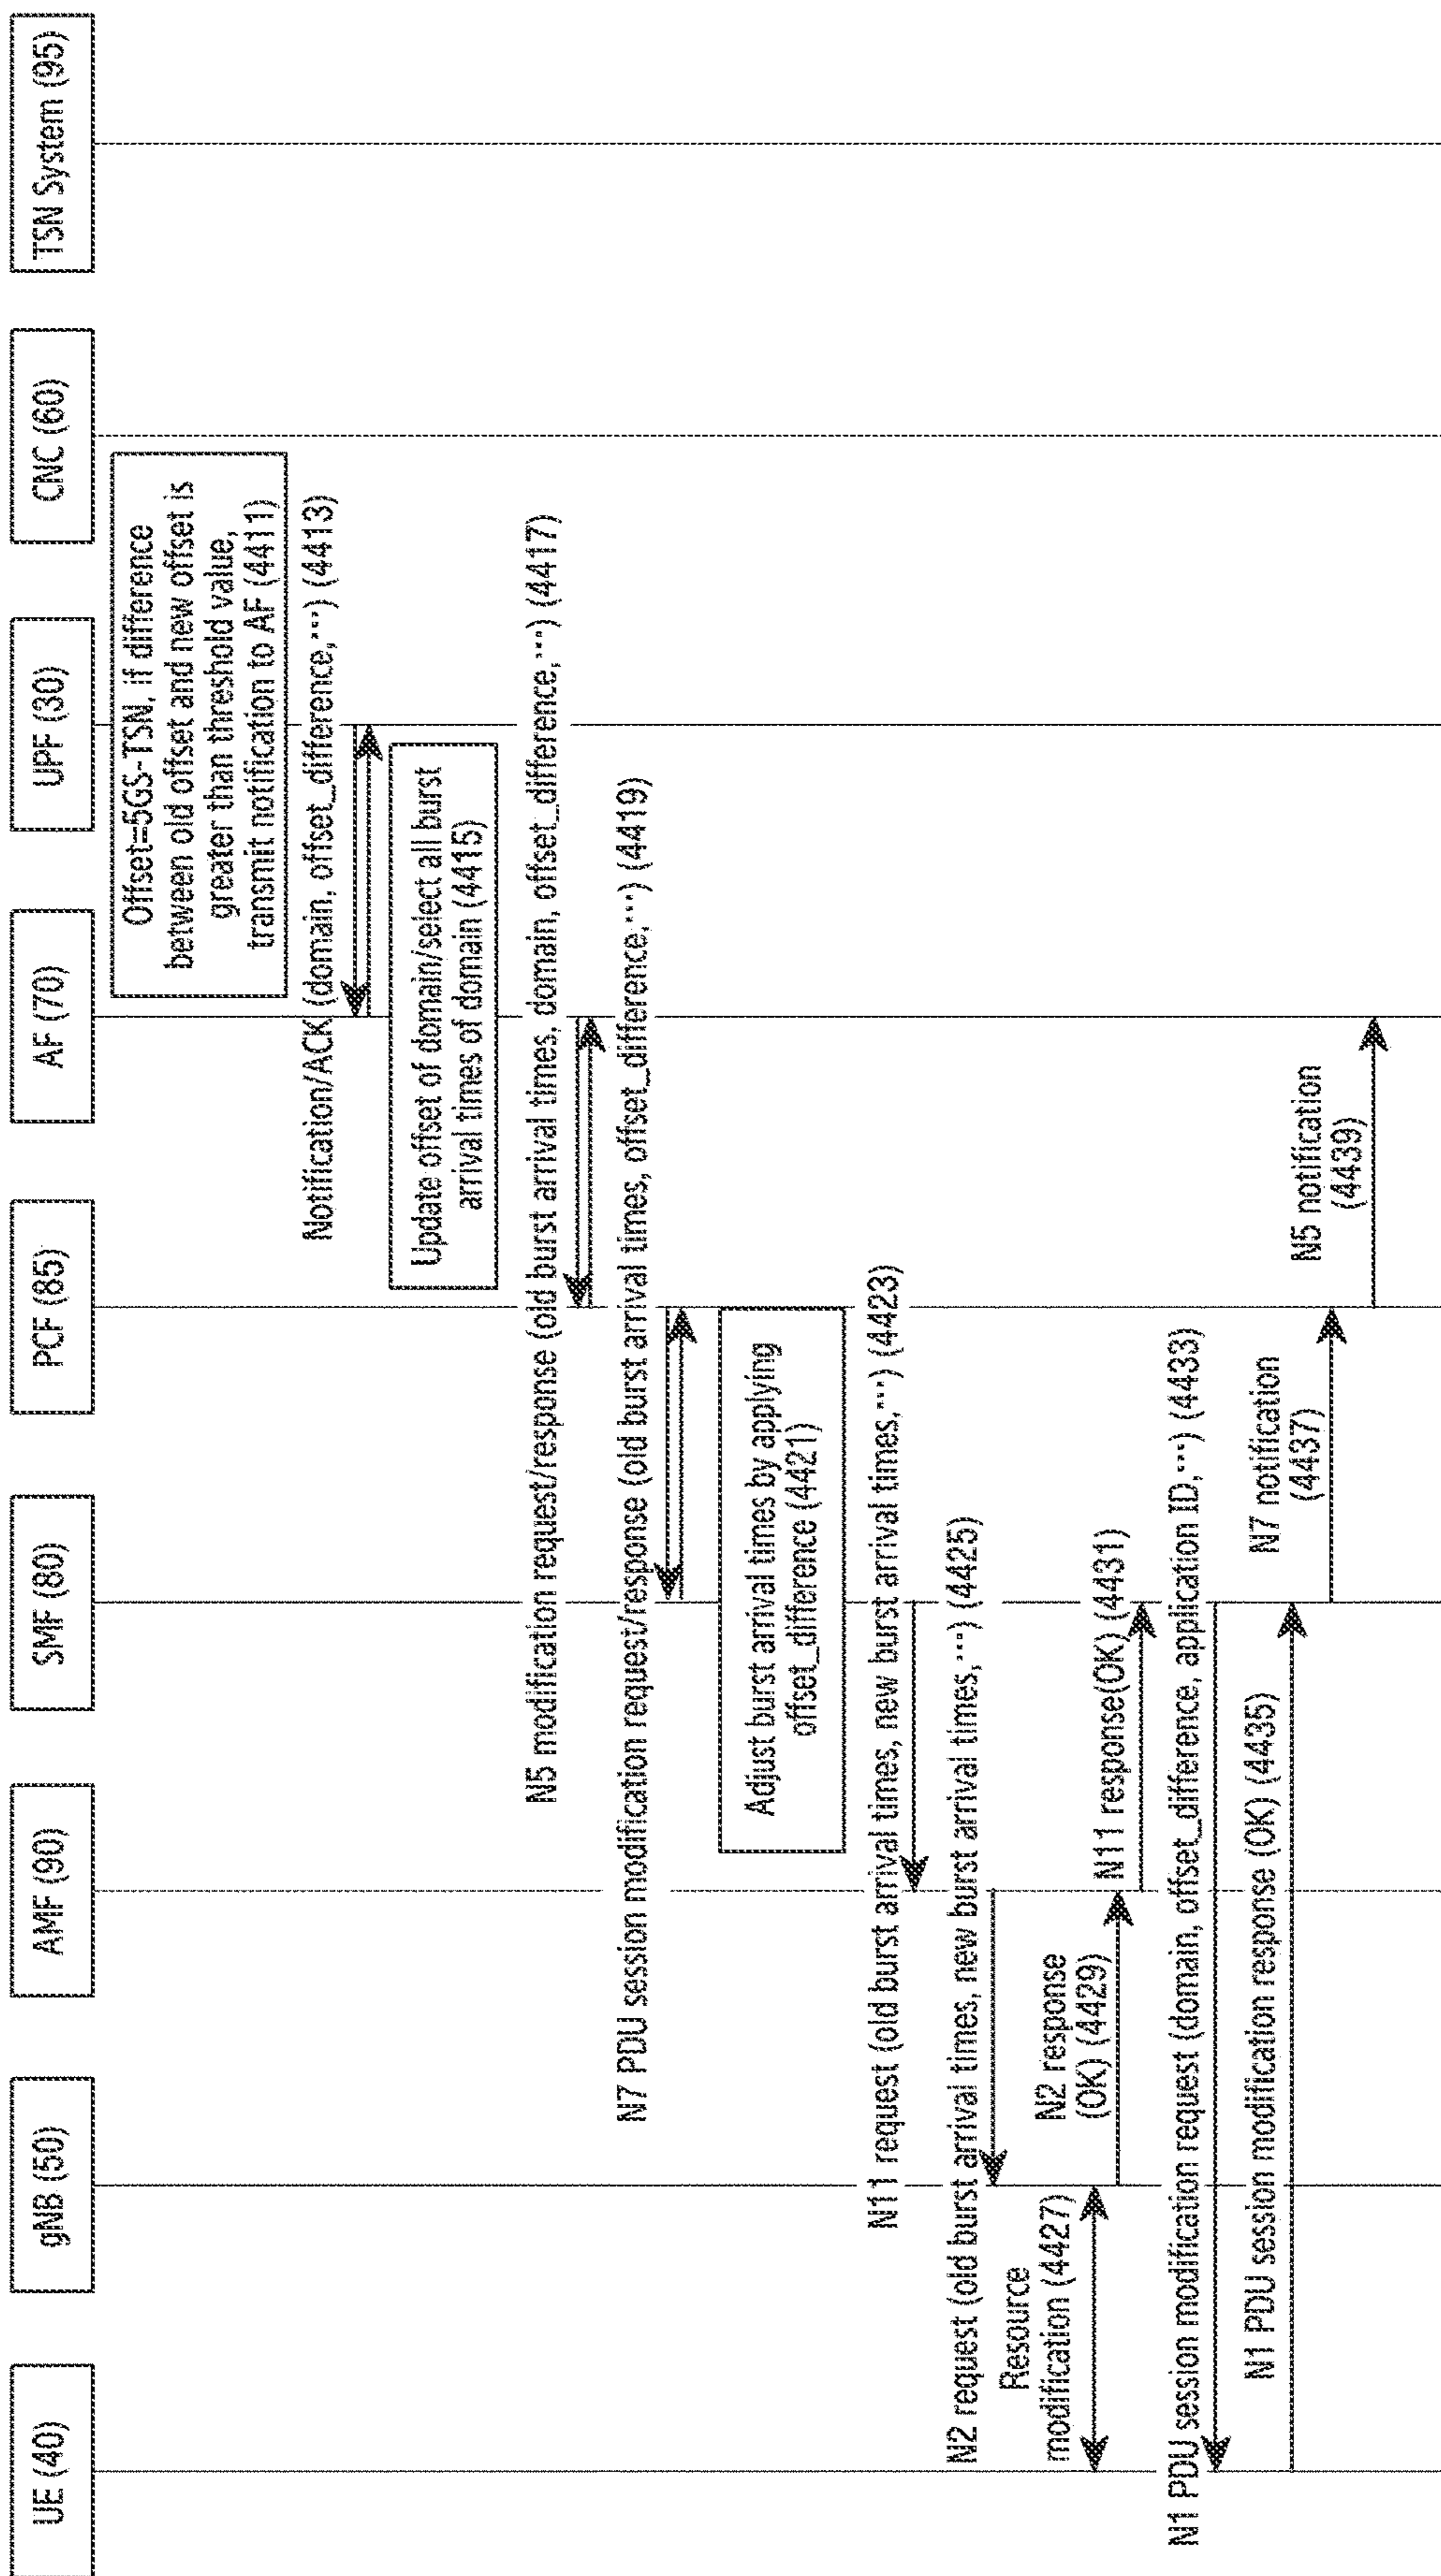 UE (40)
gNB (50)
AMF (90)
SMF (80)
PCF (85)
AF (70)
UPF (30)
CNC (60)
TSN System (95)
Offset=5GS-TSN, if difference
between old offset and new offset is
greater than threshold value,
transmit notification to AF (4411)
Notification/ACK (domain, offset_difference,···) (4413)
Update offset of domain/select all burst
arrival times of domain (4415)
N5 modification request/response (old burst arrival times, domain, offset_difference,···) (4417)
N7 PDU session modification request/response (old burst arrival times, offset_difference,···) (4419)
Adjust burst arrival times by applying
offset_difference (4421)
N11 request (old burst arrival times, new burst arrival times,···) (4423)
N2 request (old burst arrival times, new burst arrival times,···) (4425)
Resource
modification (4427)
N2 response
(OK) (4429)
N11 response(OK) (4431)
N1 PDU session modification request (domain, offset_difference, application ID,···) (4433)
N1 PDU session modification response (OK) (4435)
N7 notification
(4437)
N5 notification
(4439)